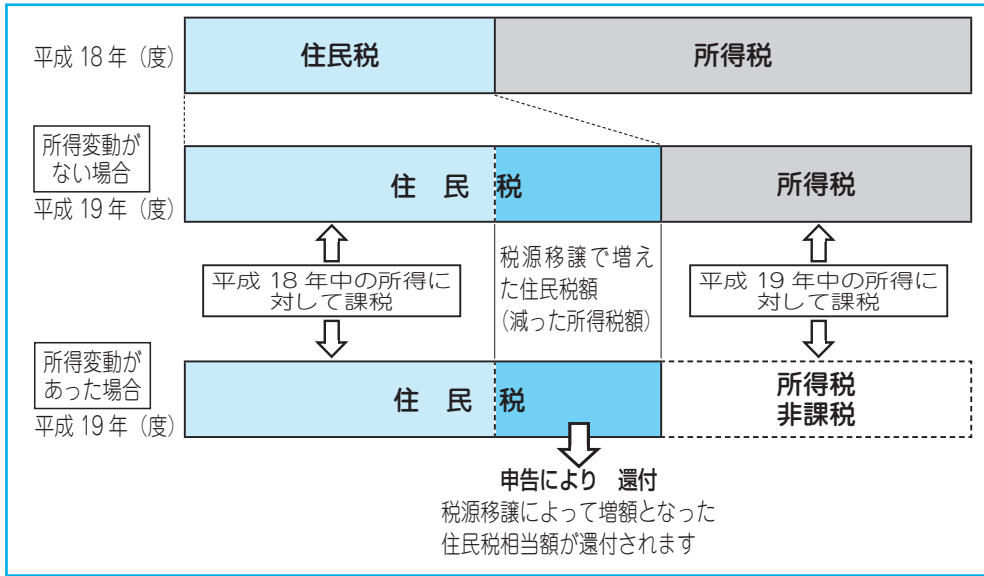 平成 18 年（度）
住民税
所得税
所得変動が
ない場合
平成 19 年（度）
住 民 税
所得税
平成 18 年中の所得に
対して課税
税源移譲で増え
た住民税額
（減った所得税額）
平成 19 年中の所得に
対して課税
所得変動が
あった場合
平成 19 年（度）
住 民 税
所得税
非課税
申告により 還付
税源移譲によって増額となった
住民税相当額が還付されます